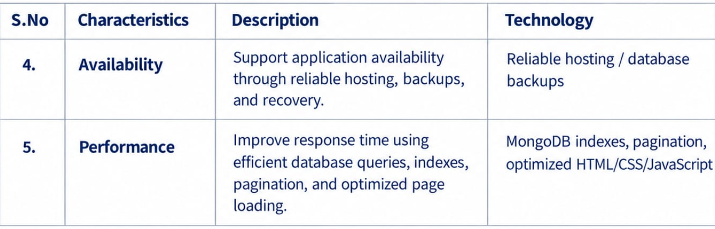 S.No Characteristics Description Technology
4. Availability Support application availability through reliable hosting, backups, and recovery. Reliable hosting / database backups
5. Performance Improve response time using efficient database queries, indexes, pagination, and optimized page loading. MongoDB indexes, pagination, optimized HTML/CSS/JavaScript